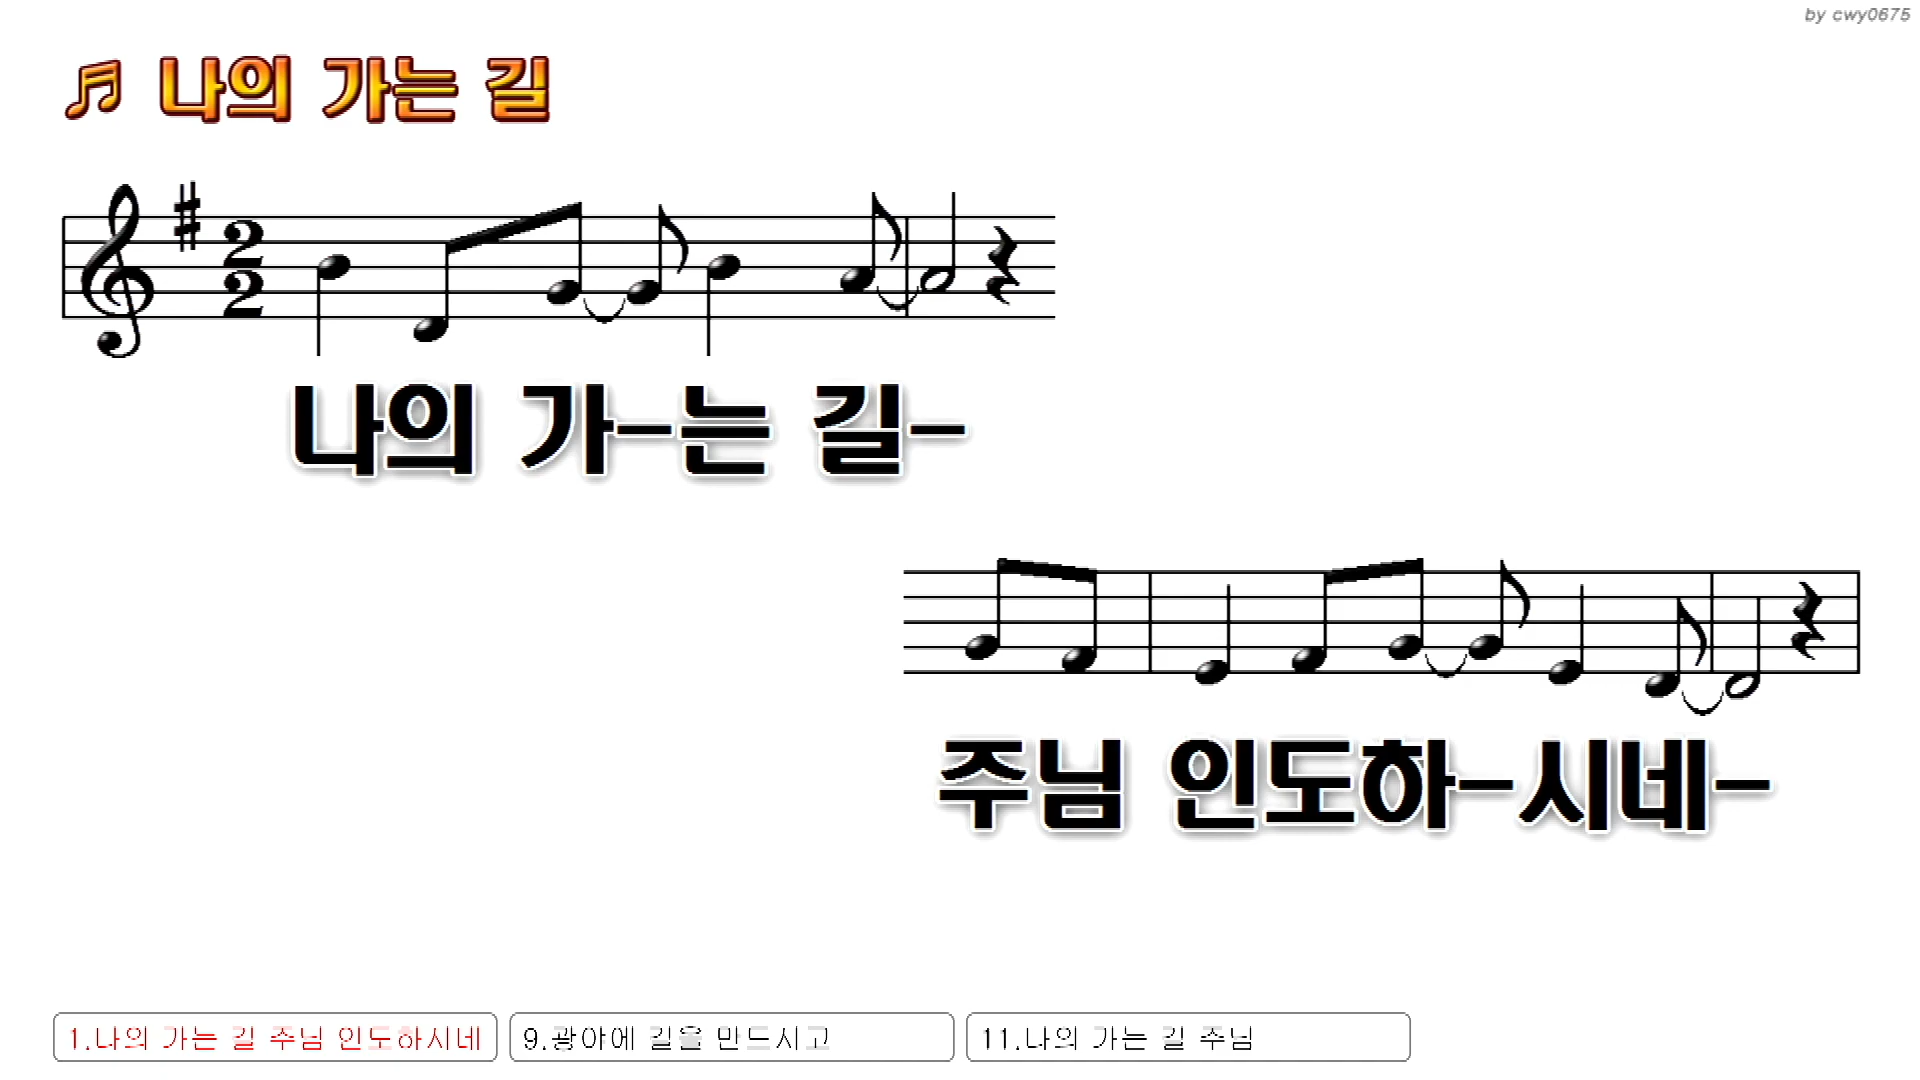 by cwy0675
나의 가는 길
나의 가-는 길-
주님 인도하-시네-
1.나의 가는 길 주님 인도하시네
9.광야에 길을 만드시고
11.나의 가는 길 주님